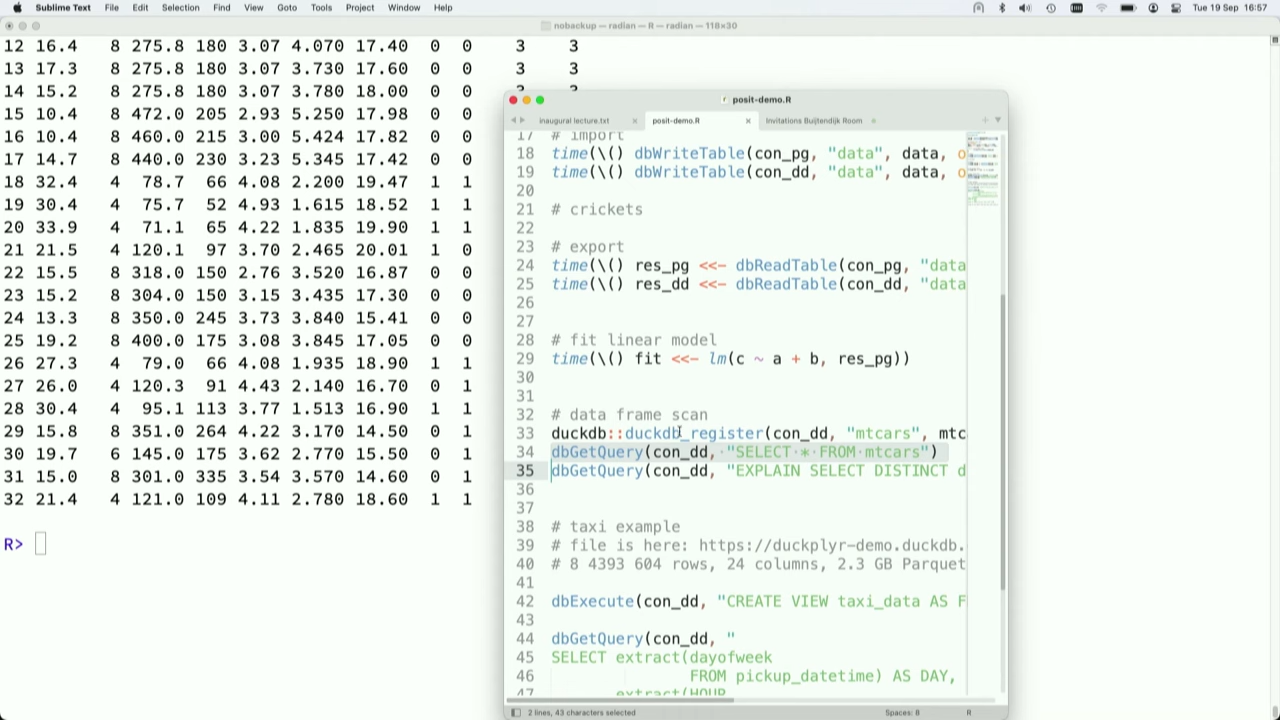 Sublime Text File Edit Selection Find View Goto Tools Project Window Help Tue 19 Sep 16:57
nobackup — radian — R — radian — 118×30
12 16.4 8 275.8 180 3.07 4.070 17.40 0 0 3 3
13 17.3 8 275.8 180 3.07 3.730 17.60 0 0 3 3
14 15.2 8 275.8 180 3.07 3.780 18.00 0 0
15 10.4 8 472.0 205 2.93 5.250 17.98 0 0
16 10.4 8 460.0 215 3.00 5.424 17.82 0 0
17 14.7 8 440.0 230 3.23 5.345 17.42 0 0
18 32.4 4 78.7 66 4.08 2.200 19.47 1 1
19 30.4 4 75.7 52 4.93 1.615 18.52 1 1
20 33.9 4 71.1 65 4.22 1.835 19.90 1 1
21 21.5 4 120.1 97 3.70 2.465 20.01 1 0
22 15.5 8 318.0 150 2.76 3.520 16.87 0 0
23 15.2 8 304.0 150 3.15 3.435 17.30 0 0
24 13.3 8 350.0 245 3.73 3.840 15.41 0 0
25 19.2 8 400.0 175 3.08 3.845 17.05 0 0
26 27.3 4 79.0 66 4.08 1.935 18.90 1 1
27 26.0 4 120.3 91 4.43 2.140 16.70 0 1
28 30.4 4 95.1 113 3.77 1.513 16.90 1 1
29 15.8 8 351.0 264 4.22 3.170 14.50 0 1
30 19.7 6 145.0 175 3.62 2.770 15.50 0 1
31 15.0 8 301.0 335 3.54 3.570 14.60 0 1
32 21.4 4 121.0 109 4.11 2.780 18.60 1 1
R>
posit-demo.R
inaugural lecture.txt posit-demo.R Invitations Buijtendijk Room
17 # import
18 time(\() dbWriteTable(con_pg, "data", data, o
19 time(\() dbWriteTable(con_dd, "data", data, o
20
21 # crickets
22
23 # export
24 time(\() res_pg <<- dbReadTable(con_pg, "data
25 time(\() res_dd <<- dbReadTable(con_dd, "data
26
27
28 # fit linear model
29 time(\() fit <<- lm(c ~ a + b, res_pg))
30
31
32 # data frame scan
33 duckdb::duckdb_register(con_dd, "mtcars", mtc
34 dbGetQuery(con_dd, "SELECT * FROM mtcars")
35 dbGetQuery(con_dd, "EXPLAIN SELECT DISTINCT d
36
37
38 # taxi example
39 # file is here: https://duckplyr-demo.duckdb.
40 # 8 4393 604 rows, 24 columns, 2.3 GB Parquet
41
42 dbExecute(con_dd, "CREATE VIEW taxi_data AS F
43
44 dbGetQuery(con_dd, "
45 SELECT extract(dayofweek
46 FROM pickup_datetime) AS DAY,
47 extract(HOUR
2 lines, 43 characters selected Spaces: 8 R